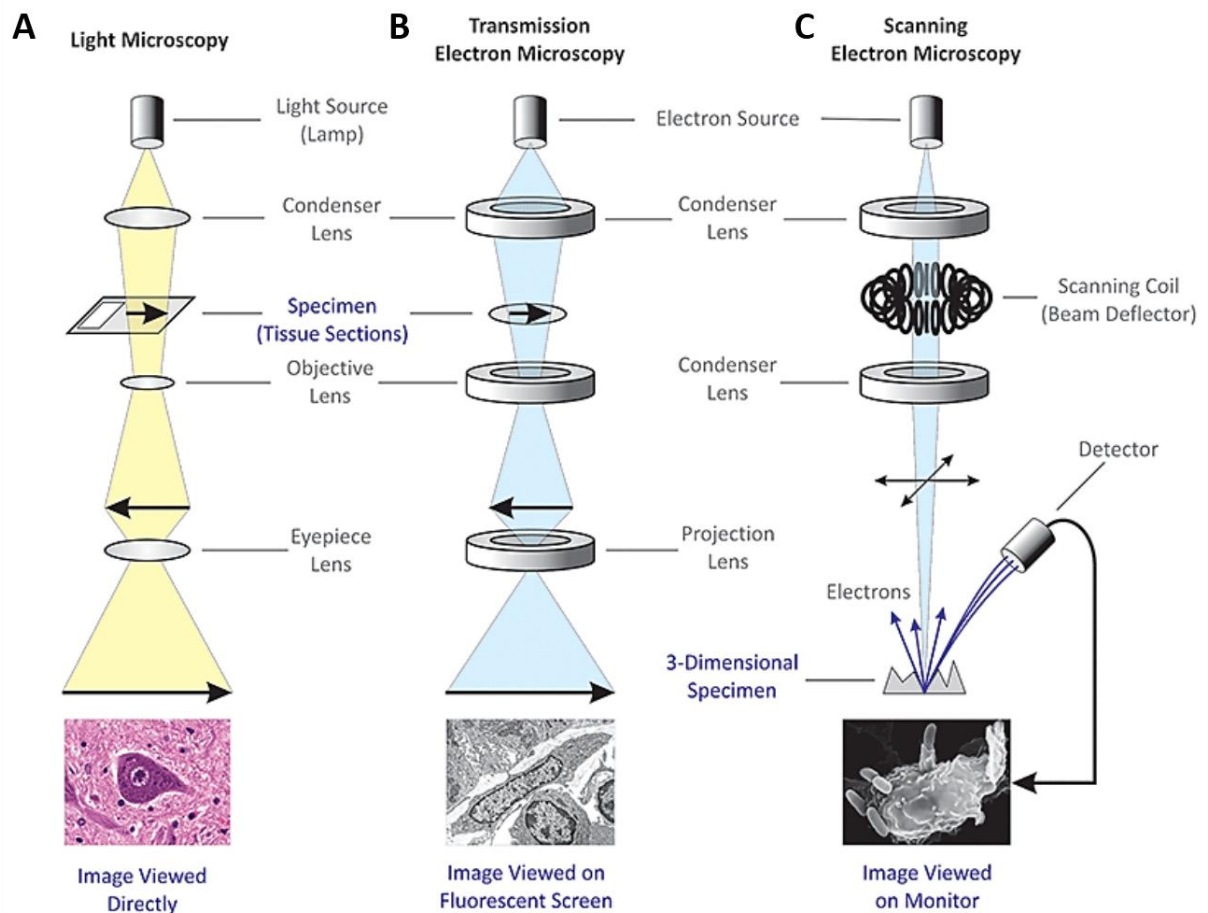 A
Light Microscopy
B
Transmission
Electron Microscopy
C
Scanning
Electron Microscopy
Light Source
(Lamp)
Electron Source
Condenser
Lens
Condenser
Lens
Specimen
(Tissue Sections)
Scanning Coil
(Beam Deflector)
Objective
Lens
Condenser
Lens
Detector
Eyepiece
Lens
Projection
Lens
Electrons
3-Dimensional
Specimen
Image Viewed
Directly
Image Viewed on
Fluorescent Screen
Image Viewed
on Monitor